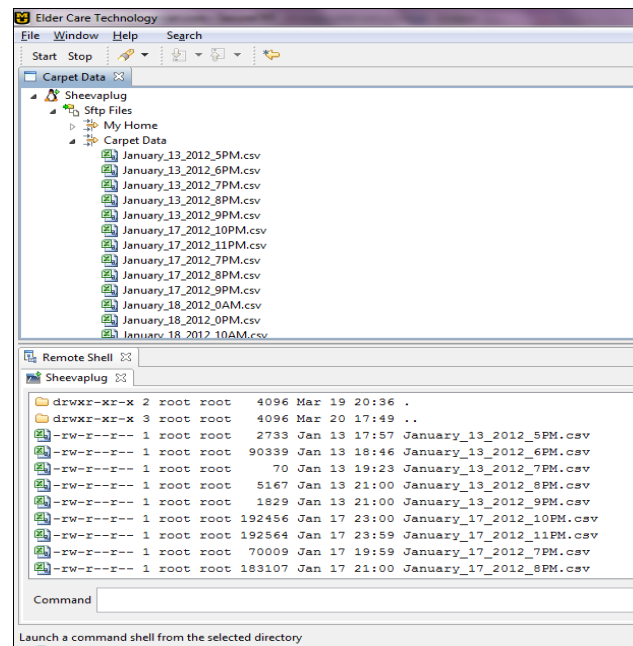 Elder Care Technology
File Window Help Search
Start Stop
Carpet Data
Sheevaplug
Sftp Files
My Home
Carpet Data
January_13_2012_5PM.csv
January_13_2012_6PM.csv
January_13_2012_7PM.csv
January_13_2012_8PM.csv
January_13_2012_9PM.csv
January_17_2012_10PM.csv
January_17_2012_11PM.csv
January_17_2012_7PM.csv
January_17_2012_8PM.csv
January_17_2012_9PM.csv
January_18_2012_0AM.csv
January_18_2012_0PM.csv
January_18_2012_10AM.csv
Remote Shell
Sheevaplug
drwxr-xr-x 2 root root 4096 Mar 19 20:36 .
drwxr-xr-x 3 root root 4096 Mar 20 17:49 ..
-rw-r--r-- 1 root root 2733 Jan 13 17:57 January_13_2012_5PM.csv
-rw-r--r-- 1 root root 90339 Jan 13 18:46 January_13_2012_6PM.csv
-rw-r--r-- 1 root root 70 Jan 13 19:23 January_13_2012_7PM.csv
-rw-r--r-- 1 root root 5167 Jan 13 21:00 January_13_2012_8PM.csv
-rw-r--r-- 1 root root 1829 Jan 13 21:00 January_13_2012_9PM.csv
-rw-r--r-- 1 root root 192456 Jan 17 23:00 January_17_2012_10PM.csv
-rw-r--r-- 1 root root 192564 Jan 17 23:59 January_17_2012_11PM.csv
-rw-r--r-- 1 root root 70009 Jan 17 19:59 January_17_2012_7PM.csv
-rw-r--r-- 1 root root 183107 Jan 17 21:00 January_17_2012_8PM.csv
Command
Launch a command shell from the selected directory